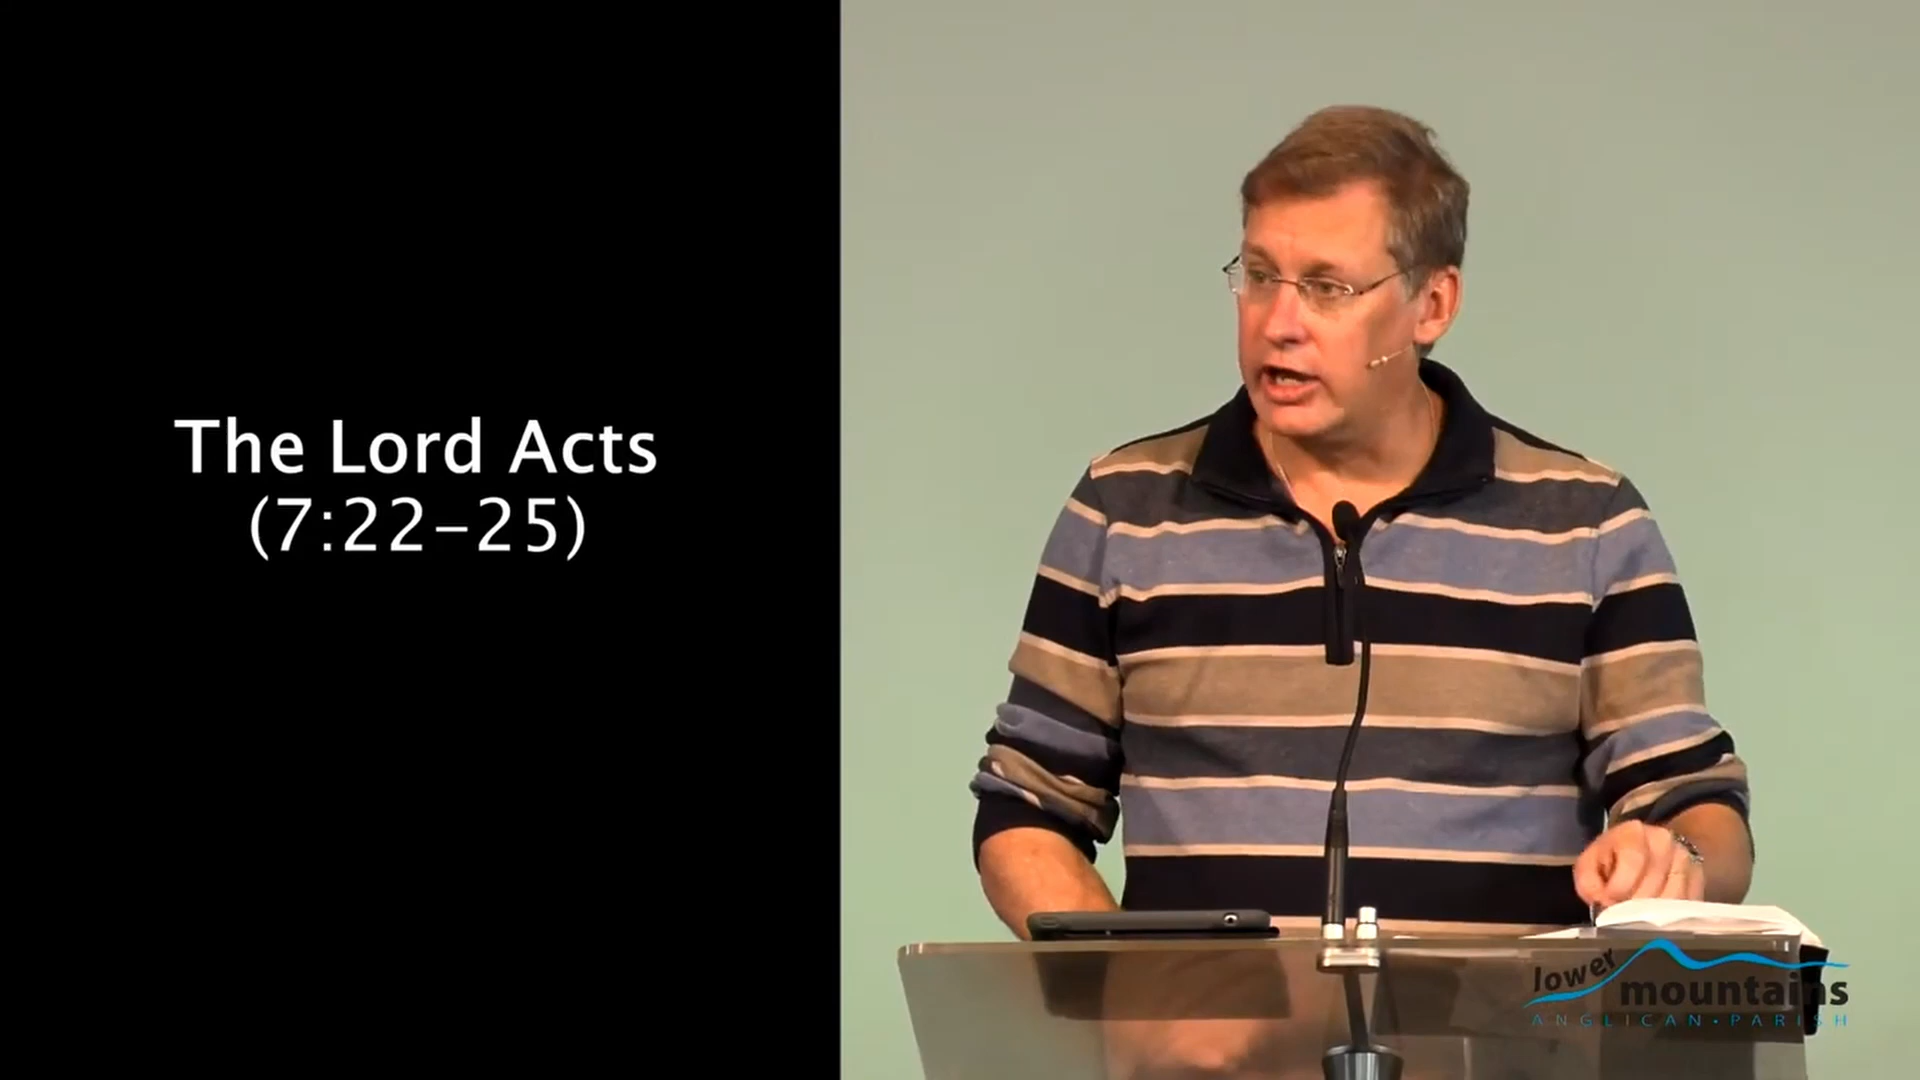 The Lord Acts
(7:22-25)
lower
mountains
ANGLICAN·PARISH